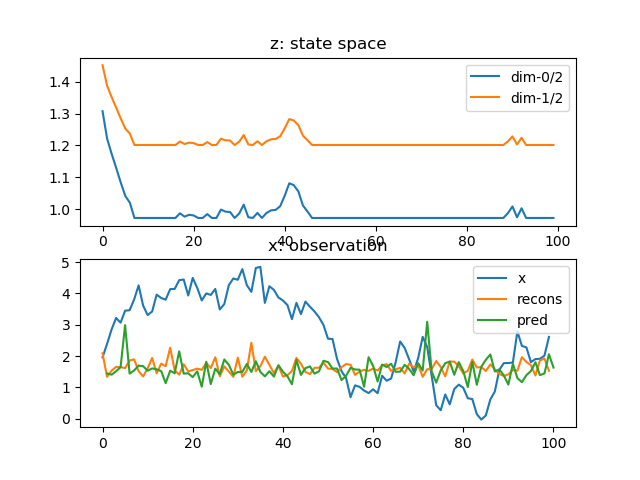 z: state space
1.4
1.3
1.2
1.1
1.0
dim-0/2
dim-1/2
0 20 40 60 80 100
x: observation
5
4
3
2
1
0
x
recons
pred
0 20 40 60 80 100